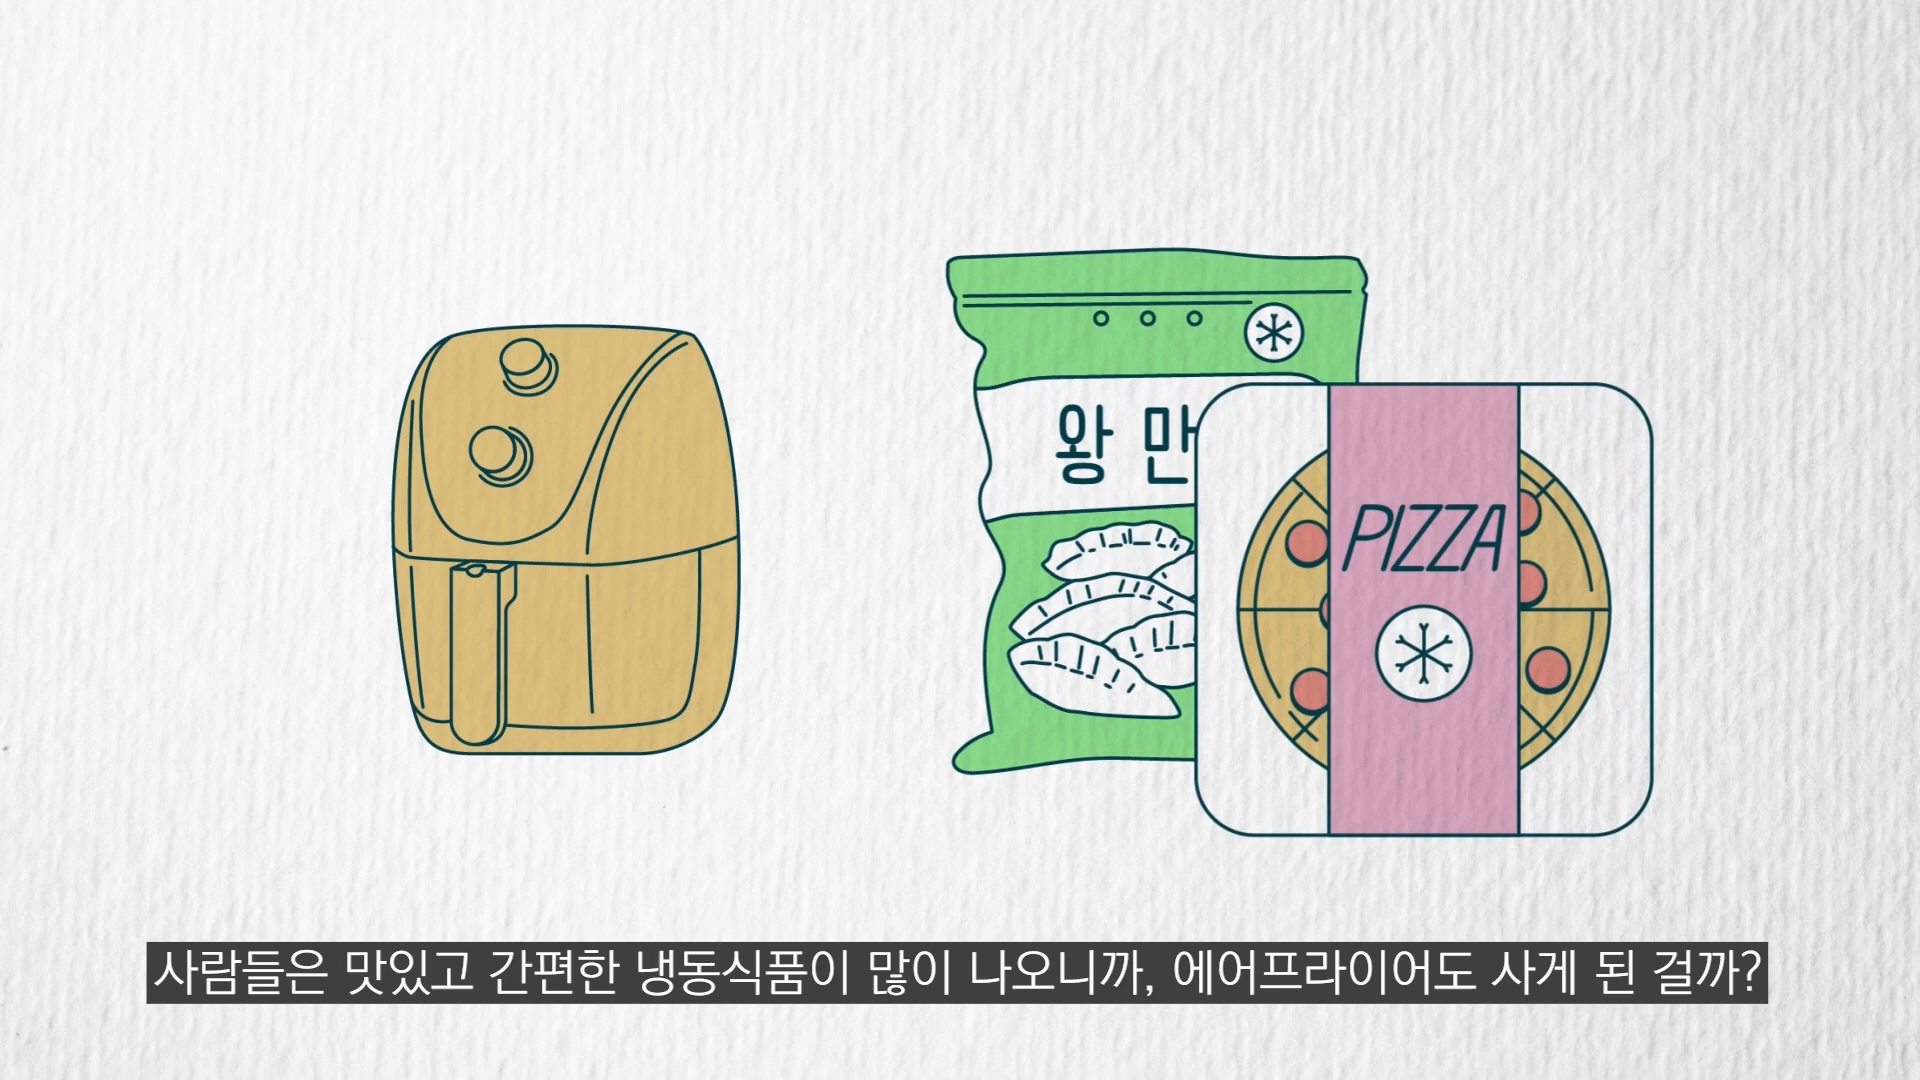 왕 만
PIZZA
사람들은 맛있고 간편한 냉동식품이 많이 나오니까, 에어프라이어도 사게 된 걸까?